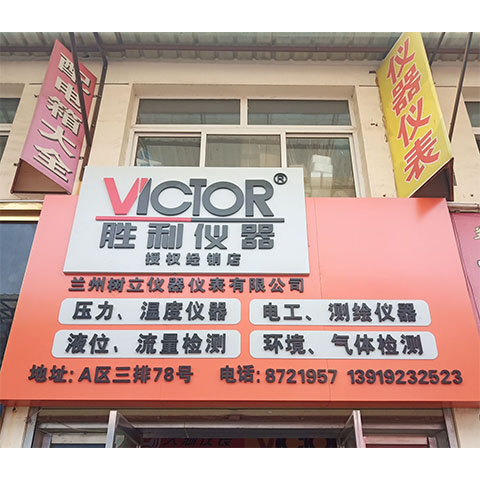 配电箱大全
仪器仪表
VICTOR®
胜利仪器
授权经销店
兰州树立仪器仪表有限公司
压力、温度仪器
电工、测绘仪器
液位、流量检测
环境、气体检测
地址: A区三排78号 电话: 8721957 13919232523
VICTOR